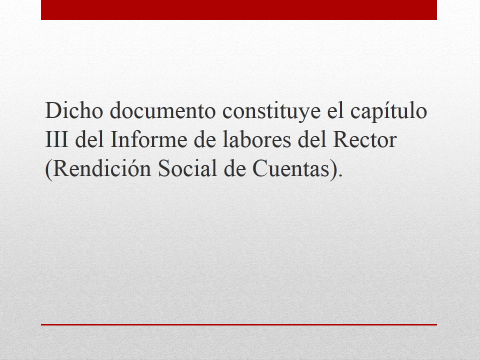 Dicho documento constituye el capítulo
III del Informe de labores del Rector
(Rendición Social de Cuentas).